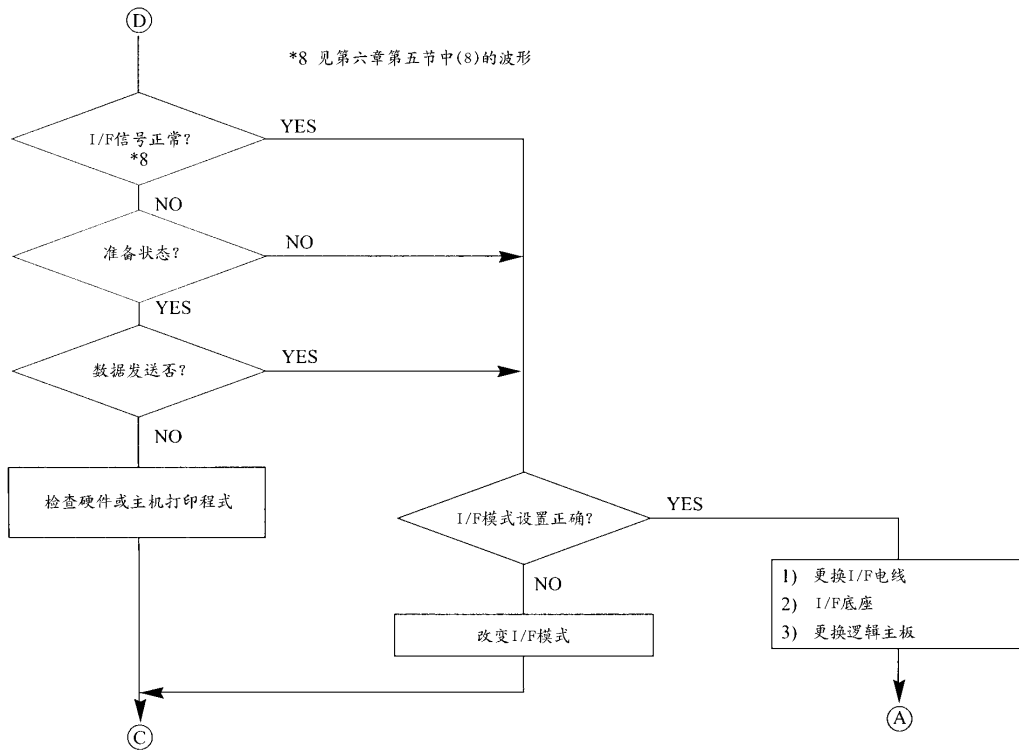 D
*8 见第六章第五节中(8)的波形
I/F信号正常?
*8
YES
NO
准备状态?
NO
YES
数据发送否?
YES
NO
检查硬件或主机打印程式
I/F模式设置正确?
YES
NO
改变I/F模式
1) 更换I/F电线
2) I/F底座
3) 更换逻辑主板
C
A